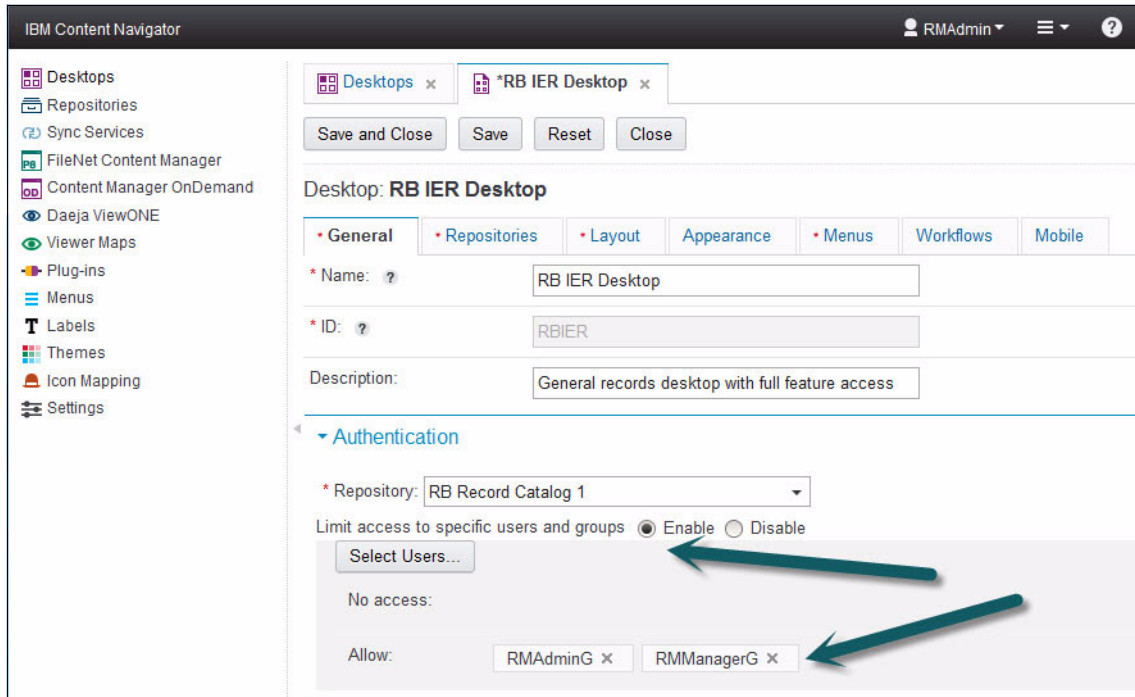 IBM Content Navigator RMAdmin ?
Desktops
Repositories
Sync Services
P8 FileNet Content Manager
OD Content Manager OnDemand
Daeja ViewONE
Viewer Maps
Plug-ins
Menus
T Labels
Themes
Icon Mapping
Settings
Desktops x *RB IER Desktop x
Save and Close Save Reset Close
Desktop: RB IER Desktop
* General * Repositories * Layout Appearance * Menus Workflows Mobile
* Name: ? RB IER Desktop
* ID: ? RBIER
Description: General records desktop with full feature access
Authentication
* Repository: RB Record Catalog 1
Limit access to specific users and groups Enable Disable
Select Users...
No access:
Allow: RMAdminG x RMManagerG x